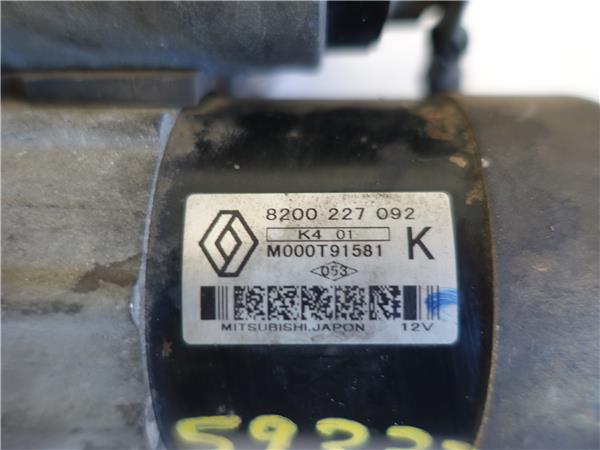 8200 227 092
K4 01
M000T91581 K
D53
MITSUBISHI,JAPON 12V